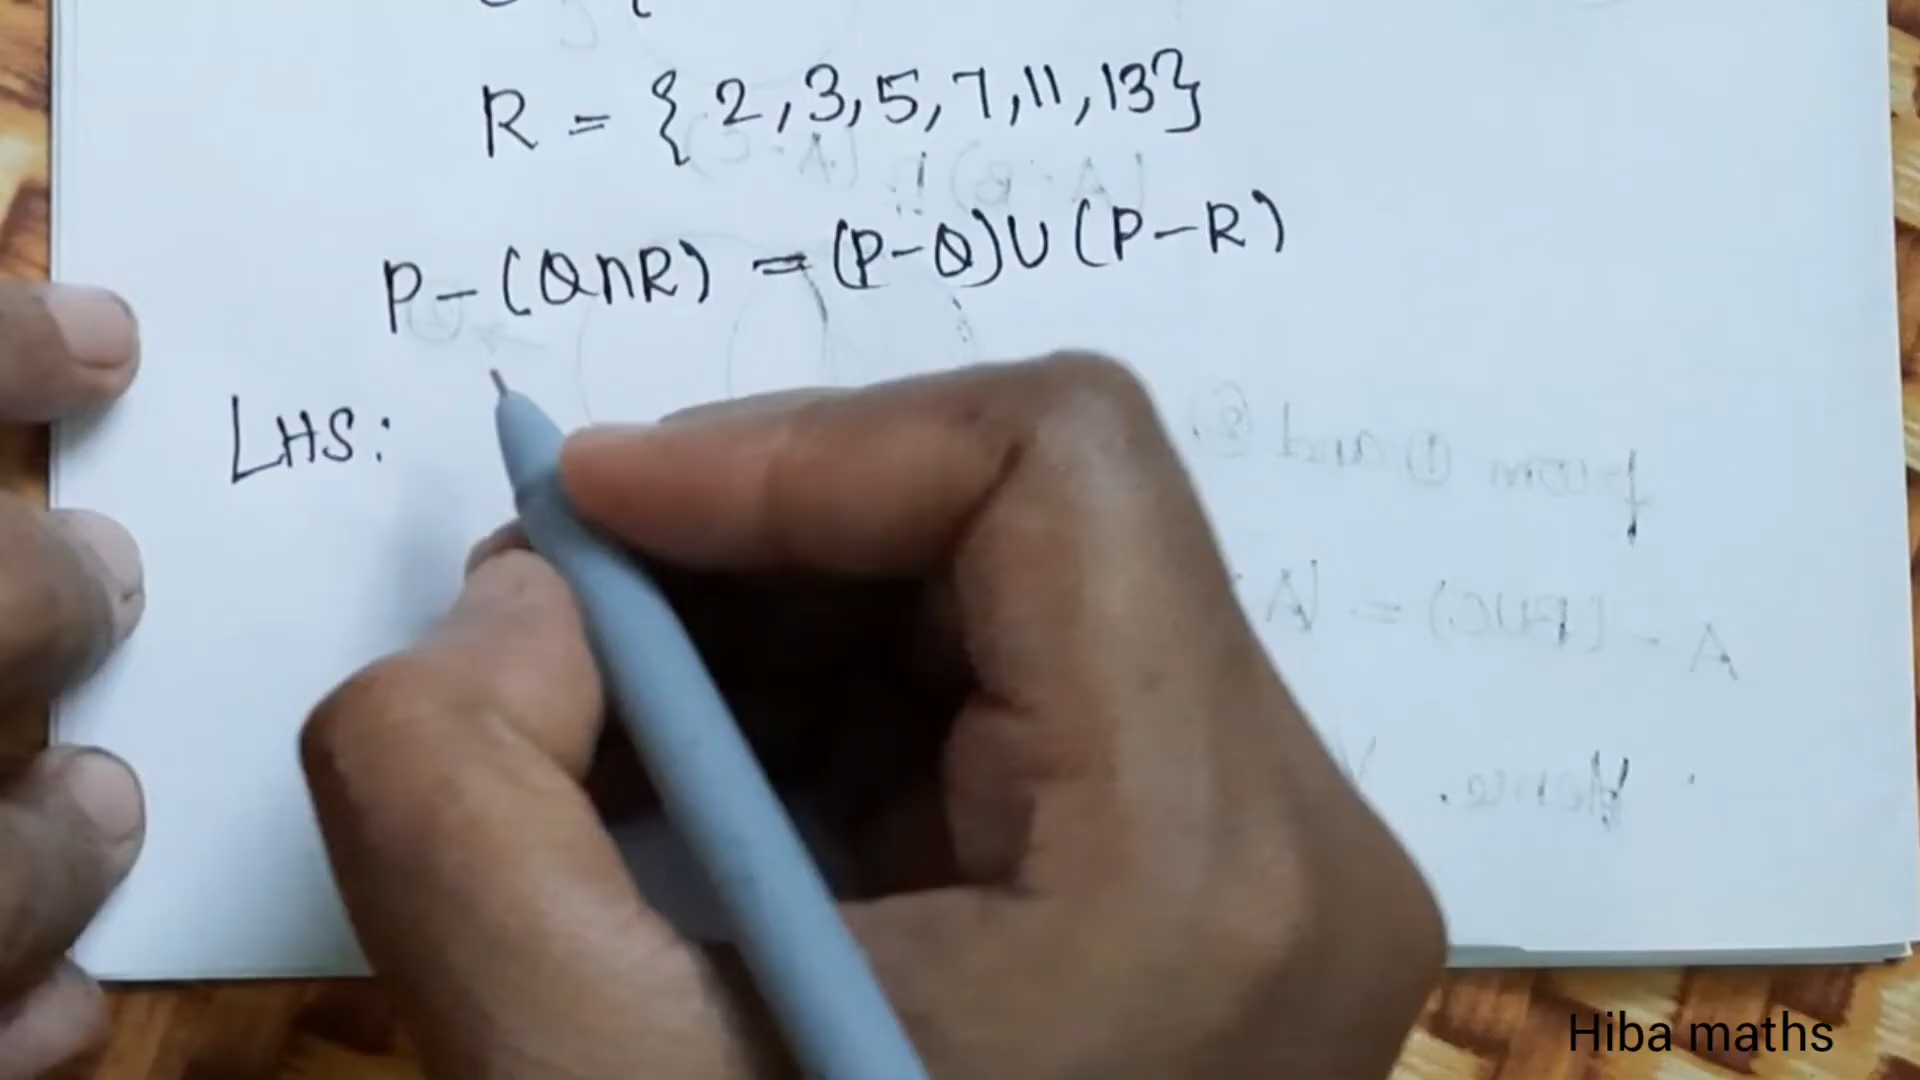 R = { 2, 3, 5, 7, 11, 13}
P - (Q∩R) = (P-Q)∪(P-R)
LHS:
Hiba maths